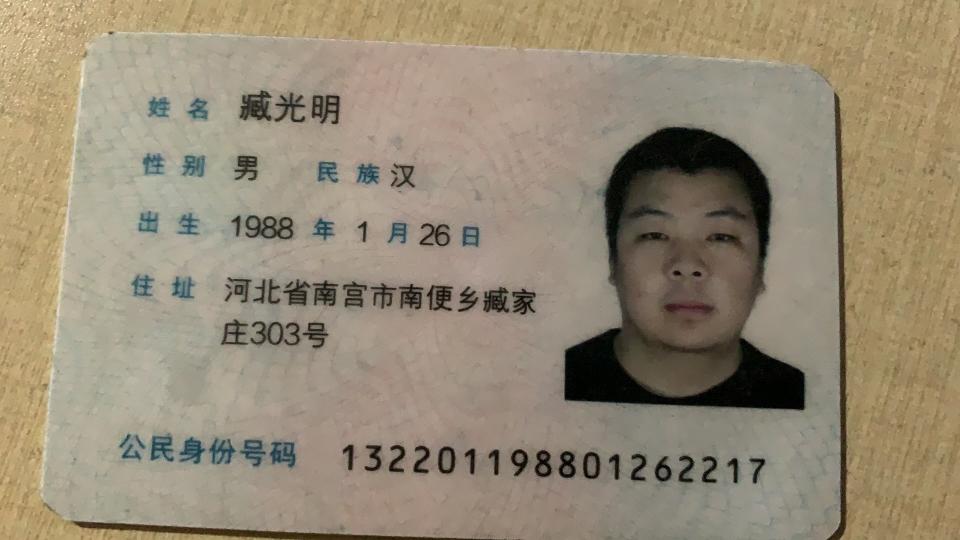 姓名 臧光明
性别 男 民族 汉
出生 1988 年 1 月 26 日
住址 河北省南宫市南便乡臧家
庄303号
公民身份号码 132201198801262217